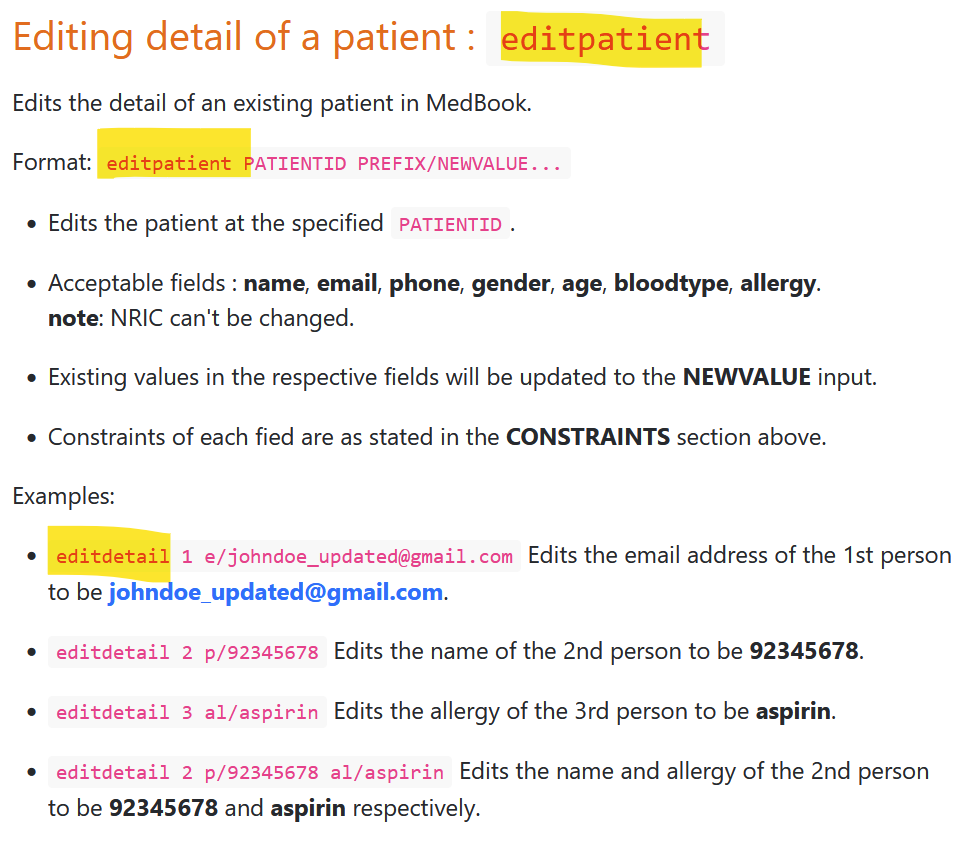 Editing detail of a patient : editpatient
Edits the detail of an existing patient in MedBook.
Format: editpatient PATIENTID PREFIX/NEWVALUE...
• Edits the patient at the specified PATIENTID .
• Acceptable fields : name, email, phone, gender, age, bloodtype, allergy.
note: NRIC can't be changed.
• Existing values in the respective fields will be updated to the NEWVALUE input.
• Constraints of each fied are as stated in the CONSTRAINTS section above.
Examples:
• editdetail 1 e/johndoe_updated@gmail.com Edits the email address of the 1st person
to be johndoe_updated@gmail.com.
• editdetail 2 p/92345678 Edits the name of the 2nd person to be 92345678.
• editdetail 3 al/aspirin Edits the allergy of the 3rd person to be aspirin.
• editdetail 2 p/92345678 al/aspirin Edits the name and allergy of the 2nd person
to be 92345678 and aspirin respectively.